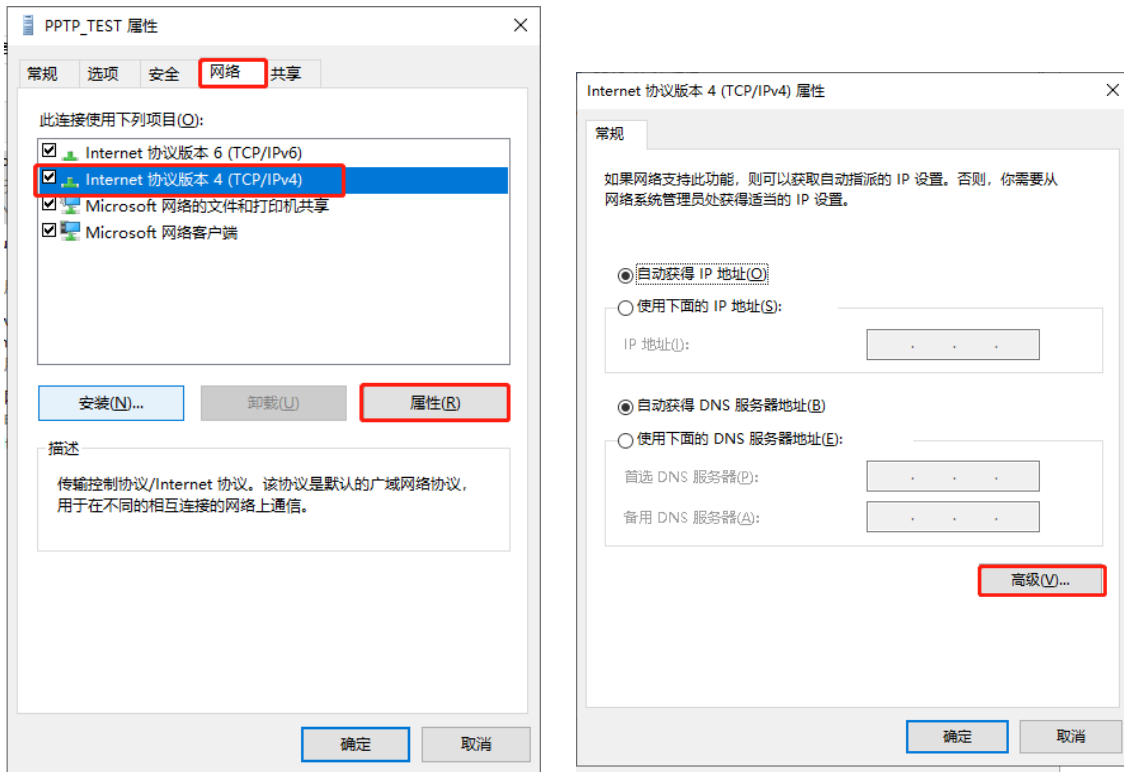 PPTP_TEST 属性
常规 选项 安全 网络 共享
此连接使用下列项目(O):
Internet 协议版本 6 (TCP/IPv6)
Internet 协议版本 4 (TCP/IPv4)
Microsoft 网络的文件和打印机共享
Microsoft 网络客户端
安装(N)... 卸载(U) 属性(R)
描述
传输控制协议/Internet 协议。该协议是默认的广域网络协议，
用于在不同的相互连接的网络上通信。
确定 取消
Internet 协议版本 4 (TCP/IPv4) 属性
常规
如果网络支持此功能，则可以获取自动指派的 IP 设置。否则，你需要从
网络系统管理员处获得适当的 IP 设置。
自动获得 IP 地址(O)
使用下面的 IP 地址(S):
IP 地址(I):
自动获得 DNS 服务器地址(B)
使用下面的 DNS 服务器地址(E):
首选 DNS 服务器(P):
备用 DNS 服务器(A):
高级(V)...
确定 取消